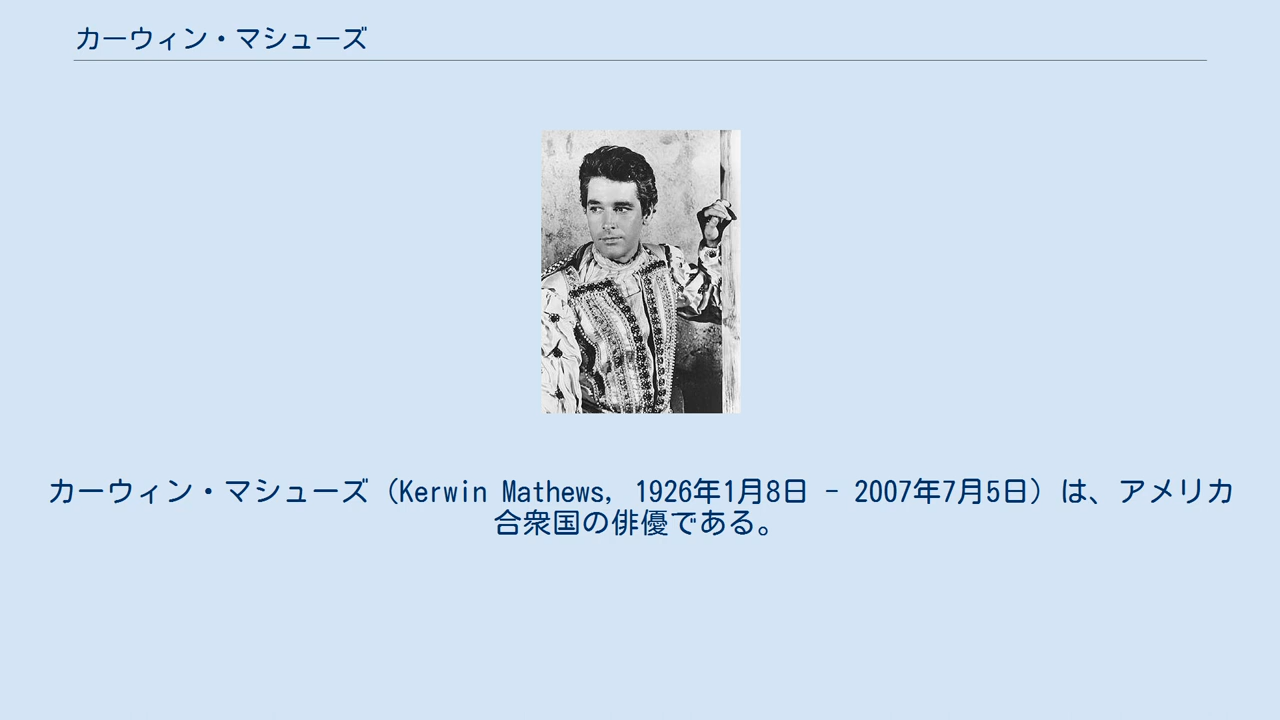 カーウィン・マシューズ
カーウィン・マシューズ（Kerwin Mathews, 1926年1月8日 - 2007年7月5日）は、アメリカ
合衆国の俳優である。